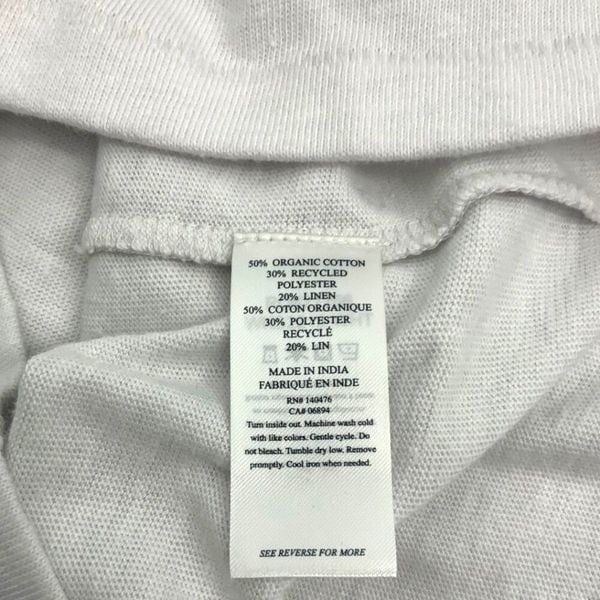 50% ORGANIC COTTON
30% RECYCLED
POLYESTER
20% LINEN
50% COTON ORGANIQUE
30% POLYESTER
RECYCLÉ
20% LIN
MADE IN INDIA
FABRIQUÉ EN INDE
RN# 140476
CA# 06894
Turn inside out. Machine wash cold
with like colors. Gentle cycle. Do
not bleach. Tumble dry low. Remove
promptly. Cool iron when needed.
SEE REVERSE FOR MORE